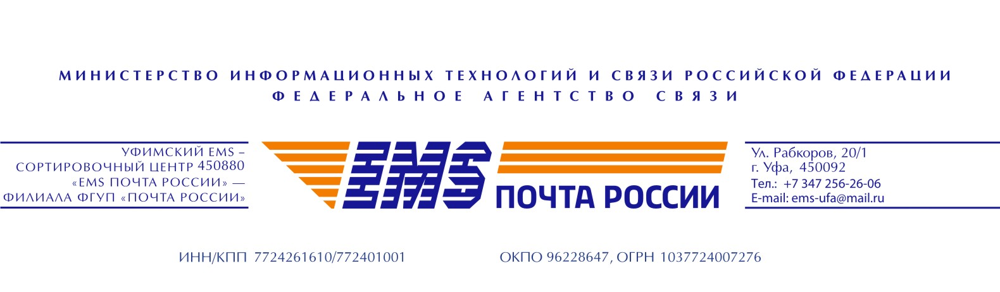 МИНИСТЕРСТВО ИНФОРМАЦИОННЫХ ТЕХНОЛОГИЙ И СВЯЗИ РОССИЙСКОЙ ФЕДЕРАЦИИ
ФЕДЕРАЛЬНОЕ АГЕНТСТВО СВЯЗИ
УФИМСКИЙ EMS –
СОРТИРОВОЧНЫЙ ЦЕНТР 450880
«EMS ПОЧТА РОССИИ» —
ФИЛИАЛА ФГУП «ПОЧТА РОССИИ»
EMS
ПОЧТА РОССИИ
Ул. Рабкоров, 20/1
г. Уфа, 450092
Тел.: +7 347 256-26-06
E-mail: ems-ufa@mail.ru
ИНН/КПП 7724261610/772401001
ОКПО 96228647, ОГРН 1037724007276